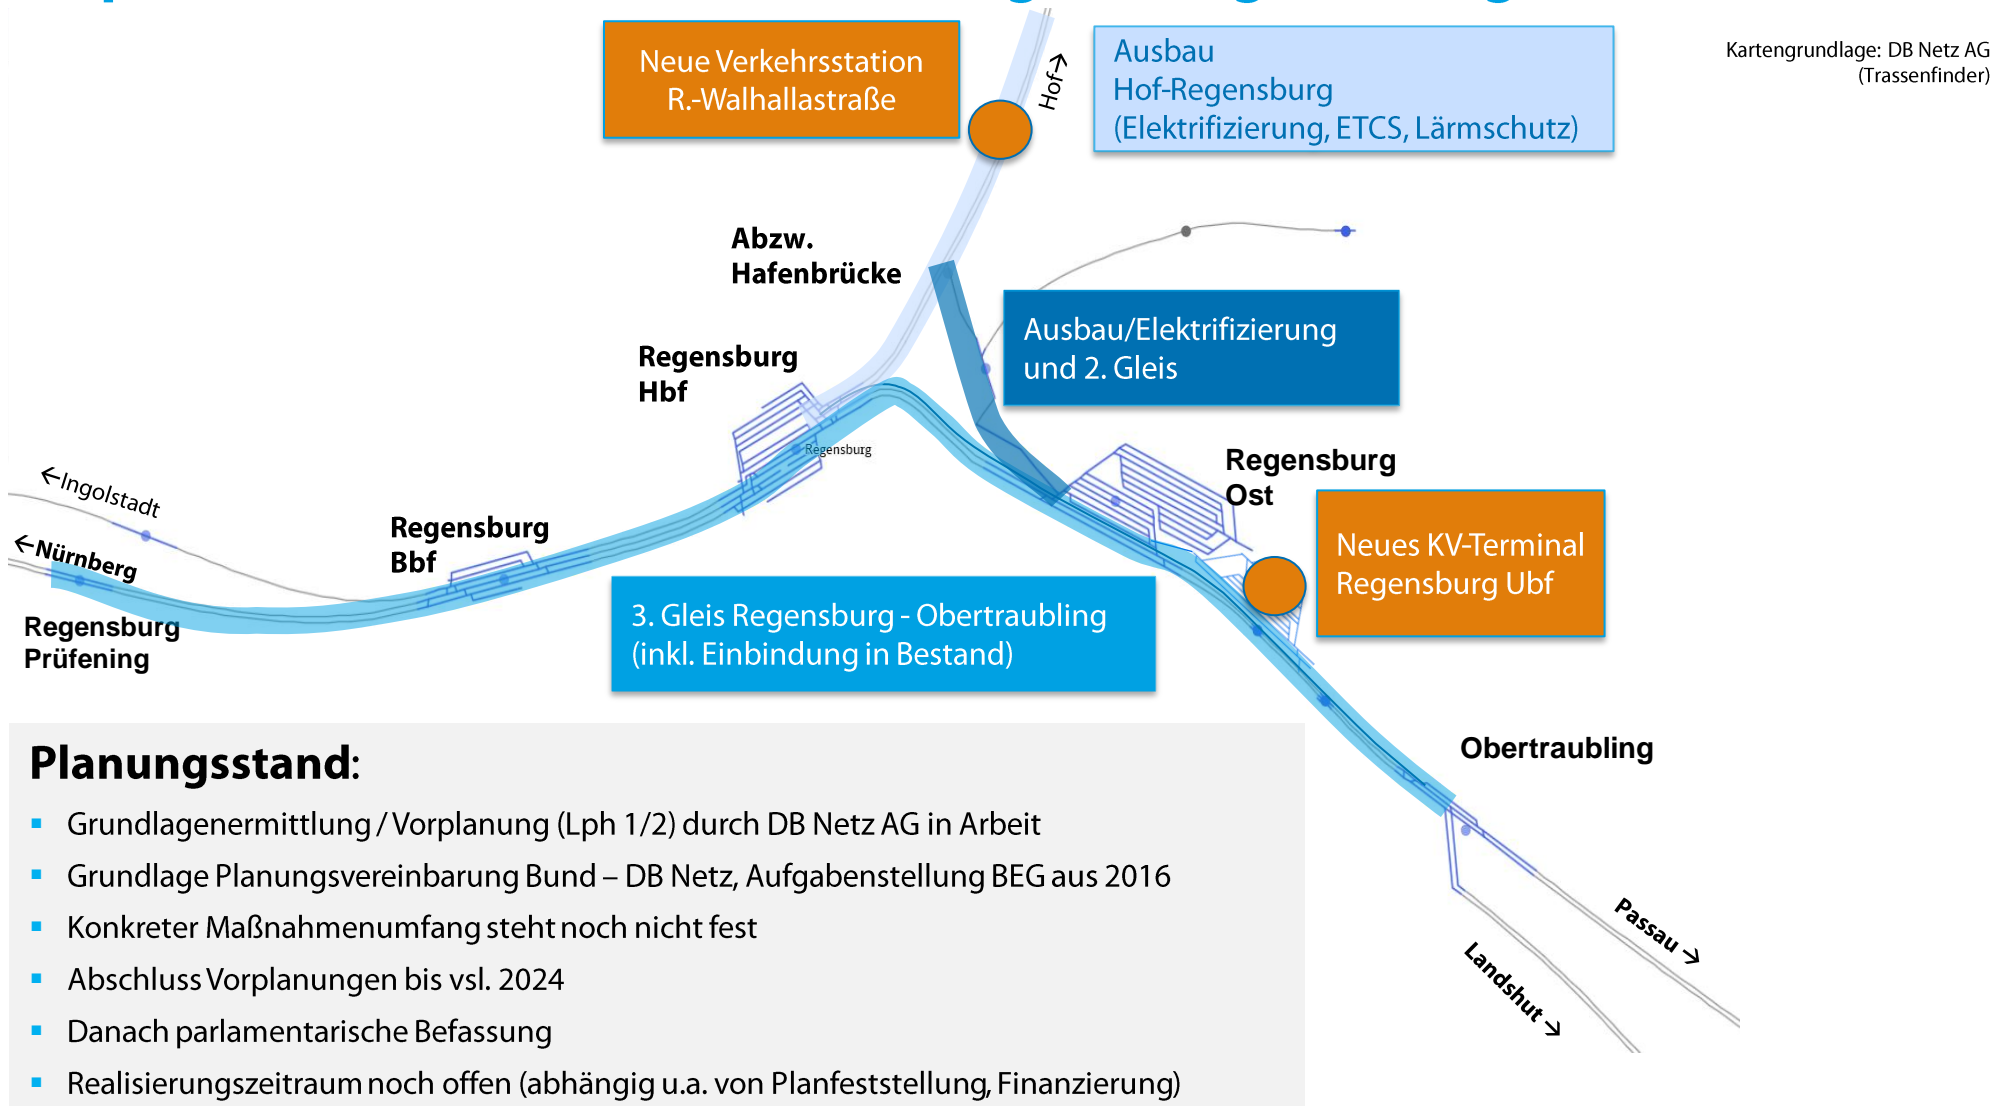 Neue Verkehrsstation
R.-Walhallastraße
Hof→
Ausbau
Hof-Regensburg
(Elektrifizierung, ETCS, Lärmschutz)
Kartengrundlage: DB Netz AG
(Trassenfinder)
Abzw.
Hafenbrücke
Ausbau/Elektrifizierung
und 2. Gleis
Regensburg
Hbf
Regensburg
Regensburg
Ost
←Ingolstadt
←Nürnberg
Regensburg
Bbf
Neues KV-Terminal
Regensburg Ubf
3. Gleis Regensburg - Obertraubling
(inkl. Einbindung in Bestand)
Regensburg
Prüfening
Obertraubling
Passau →
Landshut →
Planungsstand:
▪ Grundlagenermittlung / Vorplanung (Lph 1/2) durch DB Netz AG in Arbeit
▪ Grundlage Planungsvereinbarung Bund – DB Netz, Aufgabenstellung BEG aus 2016
▪ Konkreter Maßnahmenumfang steht noch nicht fest
▪ Abschluss Vorplanungen bis vsl. 2024
▪ Danach parlamentarische Befassung
▪ Realisierungszeitraum noch offen (abhängig u.a. von Planfeststellung, Finanzierung)